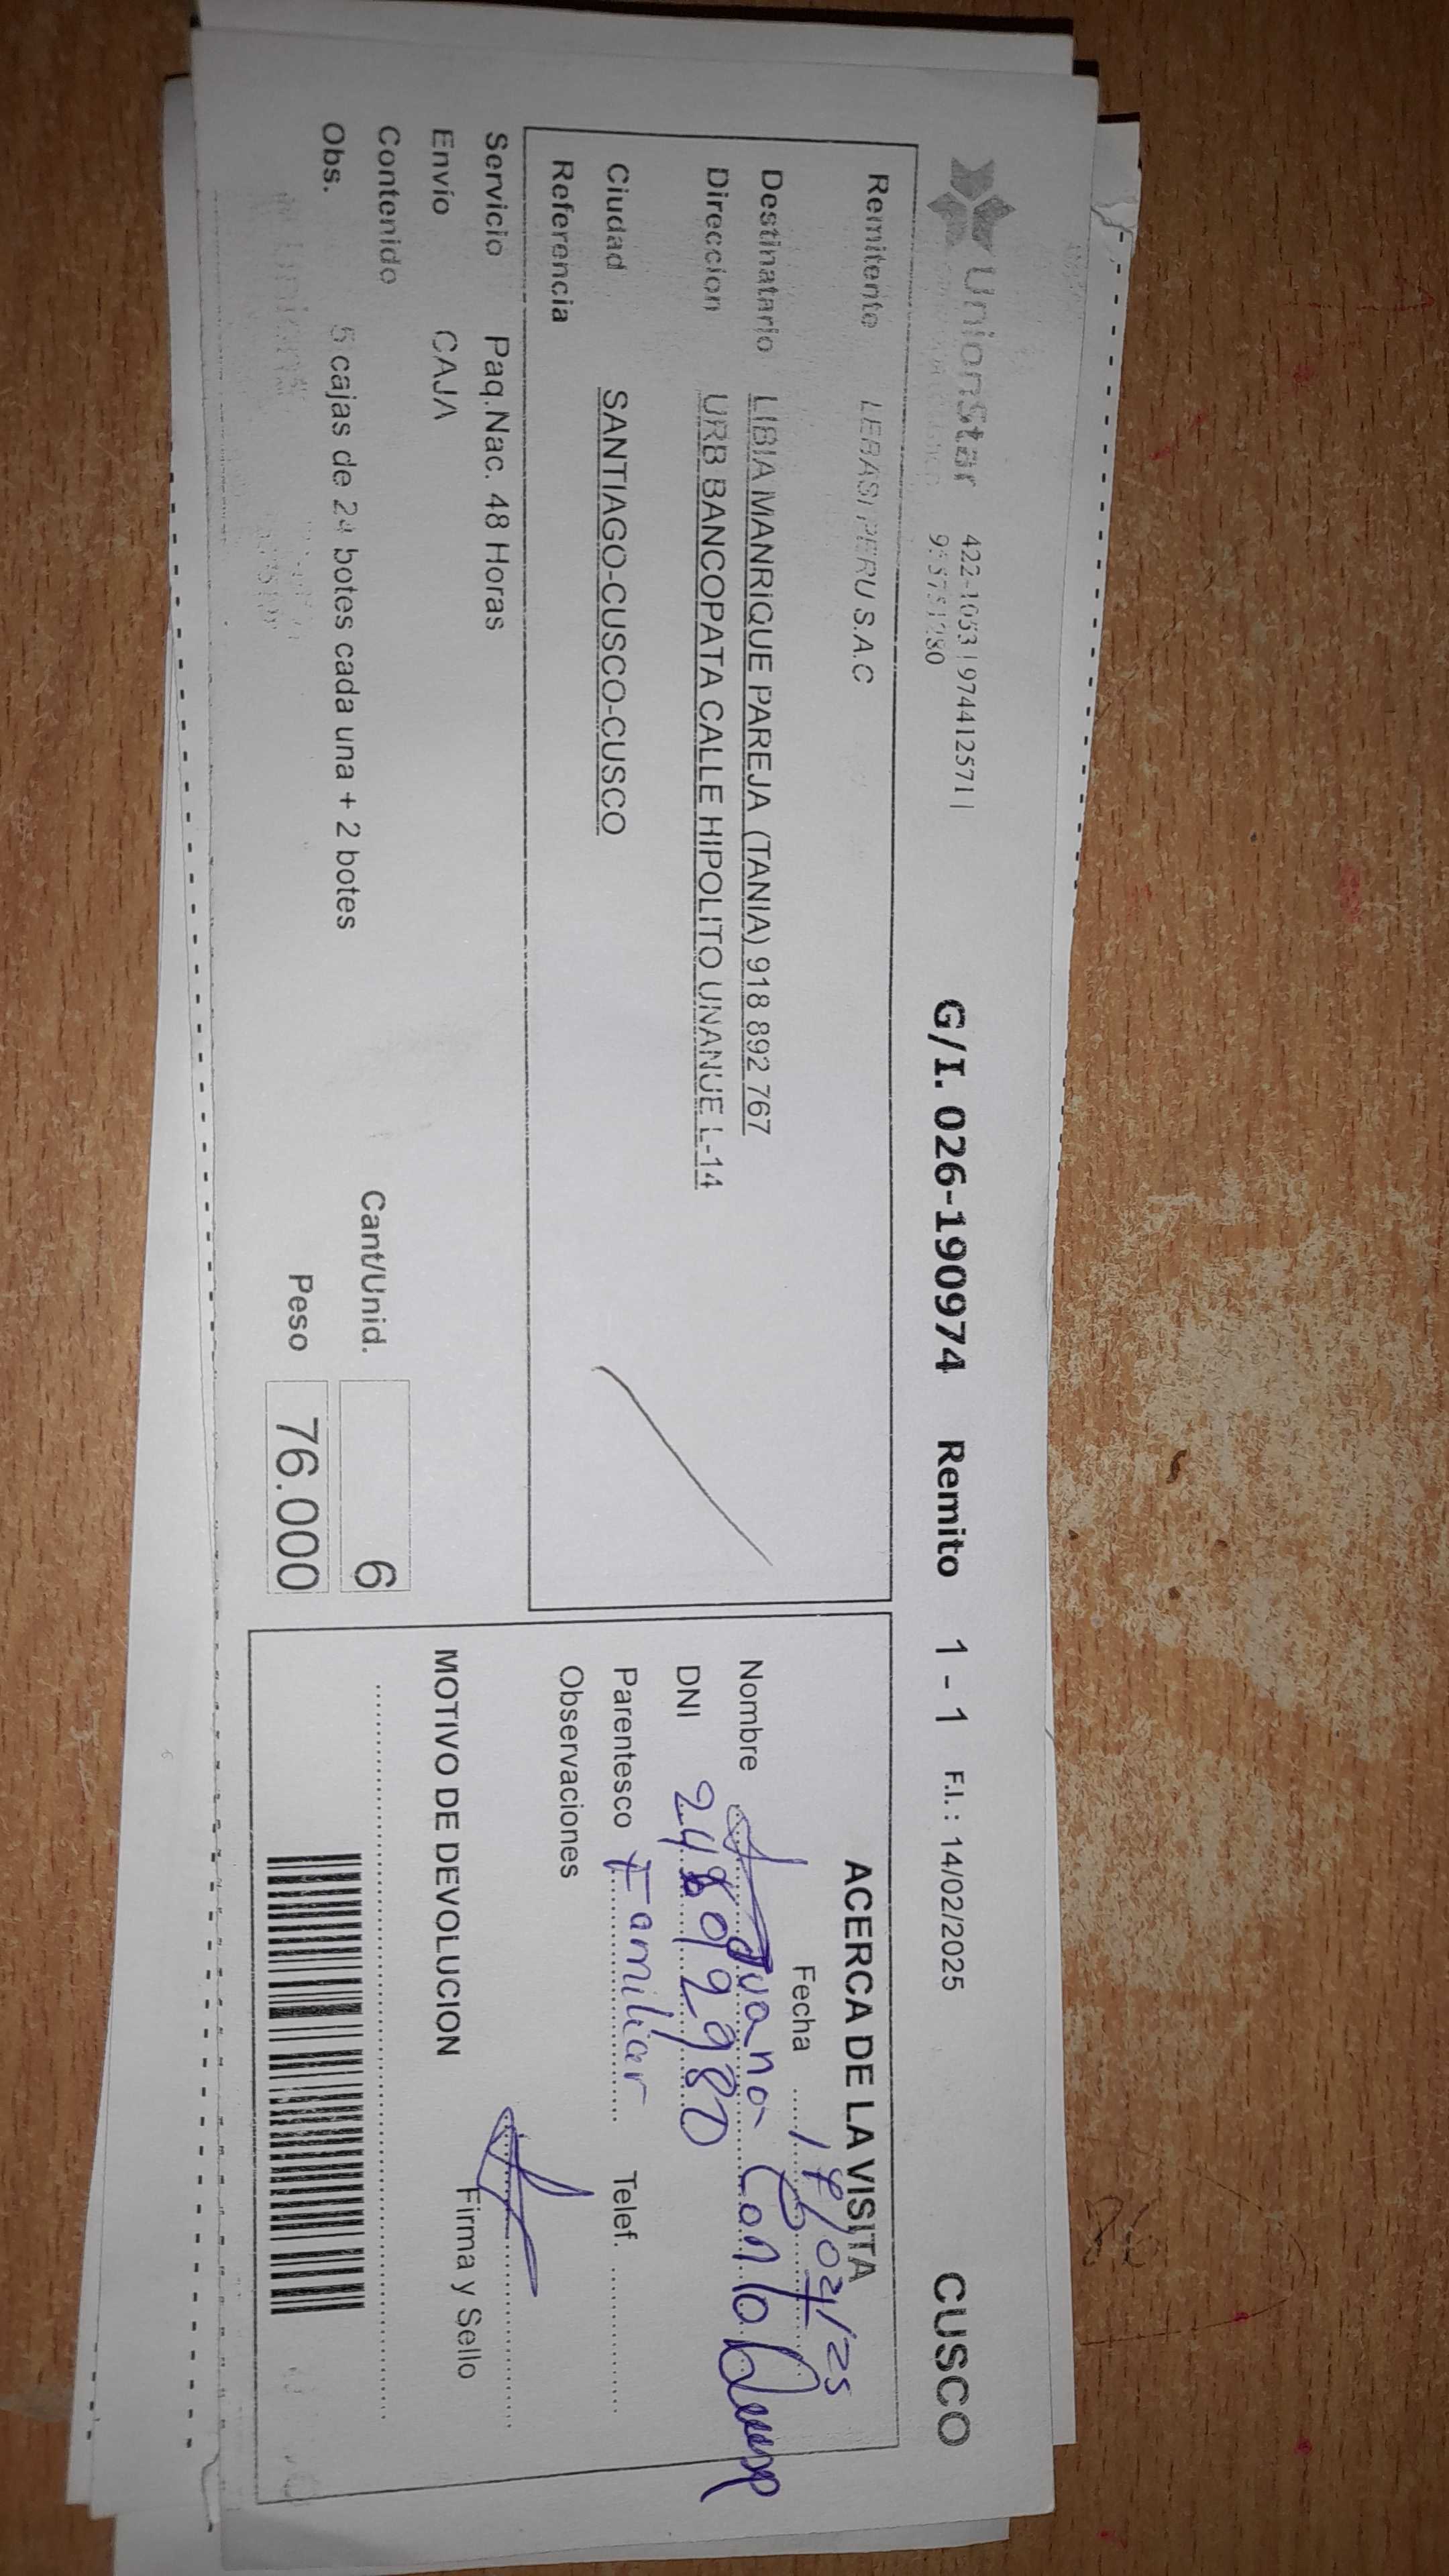 UnionStar 422-1053 | 974412571 |
G/I. 026-190974 Remito 1 - 1 F.I. : 14/02/2025 CUSCO
Remitente LEBASI PERU S.A.C
Destinatario LIBIA MANRIQUE PAREJA (TANIA) 918 892 767
Direccion URB BANCOPATA CALLE HIPOLITO UNANUE L-14
Ciudad SANTIAGO-CUSCO-CUSCO
Referencia
Servicio Paq.Nac. 48 Horas
Envío CAJA
Contenido
Obs. 5 cajas de 24 botes cada una + 2 botes
Cant/Unid. 6
Peso 76.000
ACERCA DE LA VISITA
Fecha
Nombre Juana
DNI 248092980
Parentesco Familiar Telef.
Observaciones
Firma y Sello
MOTIVO DE DEVOLUCION